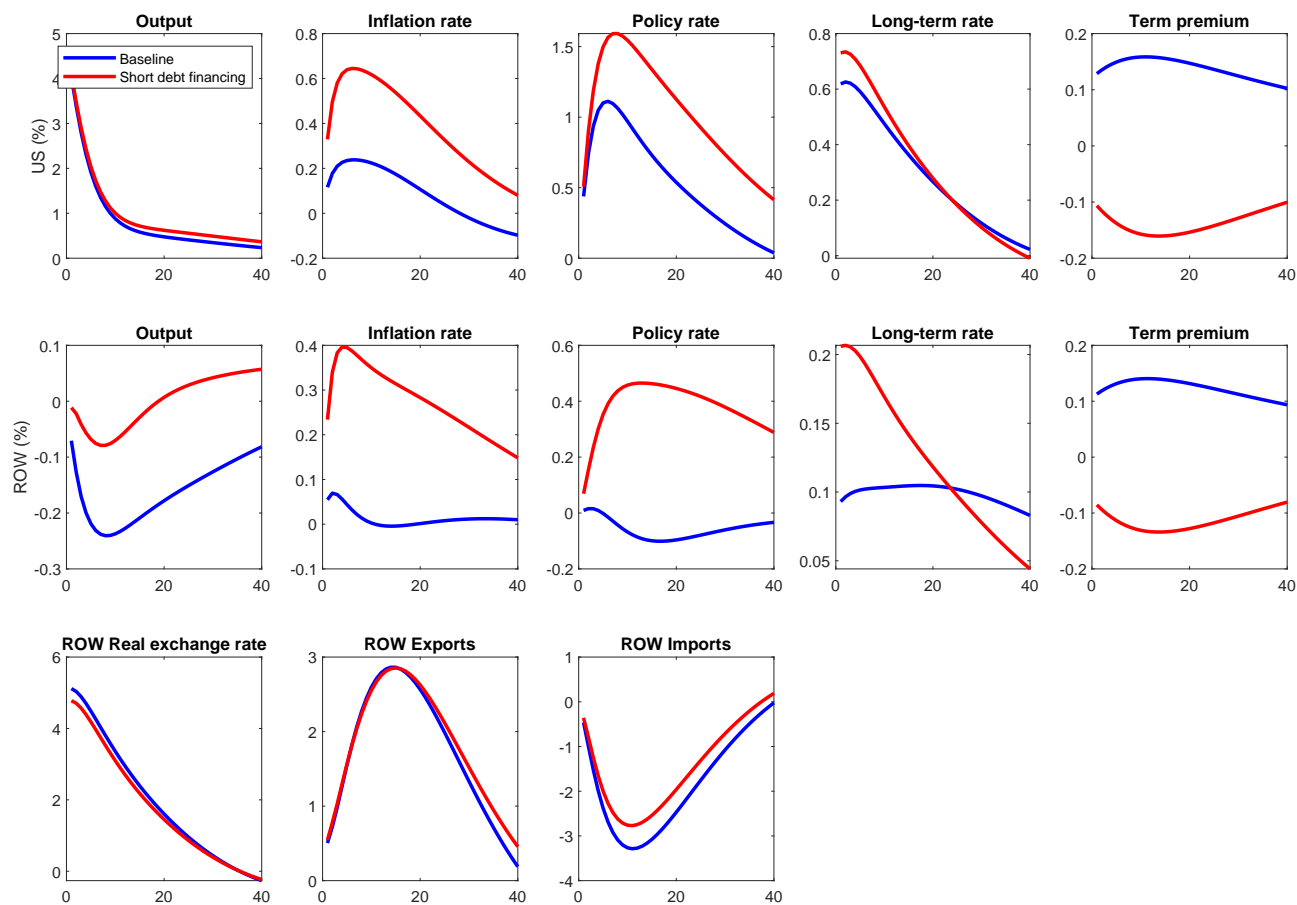 Output
Inflation rate
Policy rate
Long-term rate
Term premium
US (%)
Baseline
Short debt financing
5
4
3
2
1
0
0 20 40
0.8
0.6
0.4
0.2
0
-0.2
0 20 40
1.5
1
0.5
0
0 20 40
0.8
0.6
0.4
0.2
0
0 20 40
0.2
0.1
0
-0.1
-0.2
0 20 40
Output
Inflation rate
Policy rate
Long-term rate
Term premium
ROW (%)
0.1
0
-0.1
-0.2
-0.3
0 20 40
0.4
0.3
0.2
0.1
0
-0.1
0 20 40
0.6
0.4
0.2
0
-0.2
0 20 40
0.2
0.15
0.1
0.05
0 20 40
0.2
0.1
0
-0.1
-0.2
0 20 40
ROW Real exchange rate
ROW Exports
ROW Imports
6
4
2
0
0 20 40
3
2
1
0
0 20 40
1
0
-1
-2
-3
-4
0 20 40